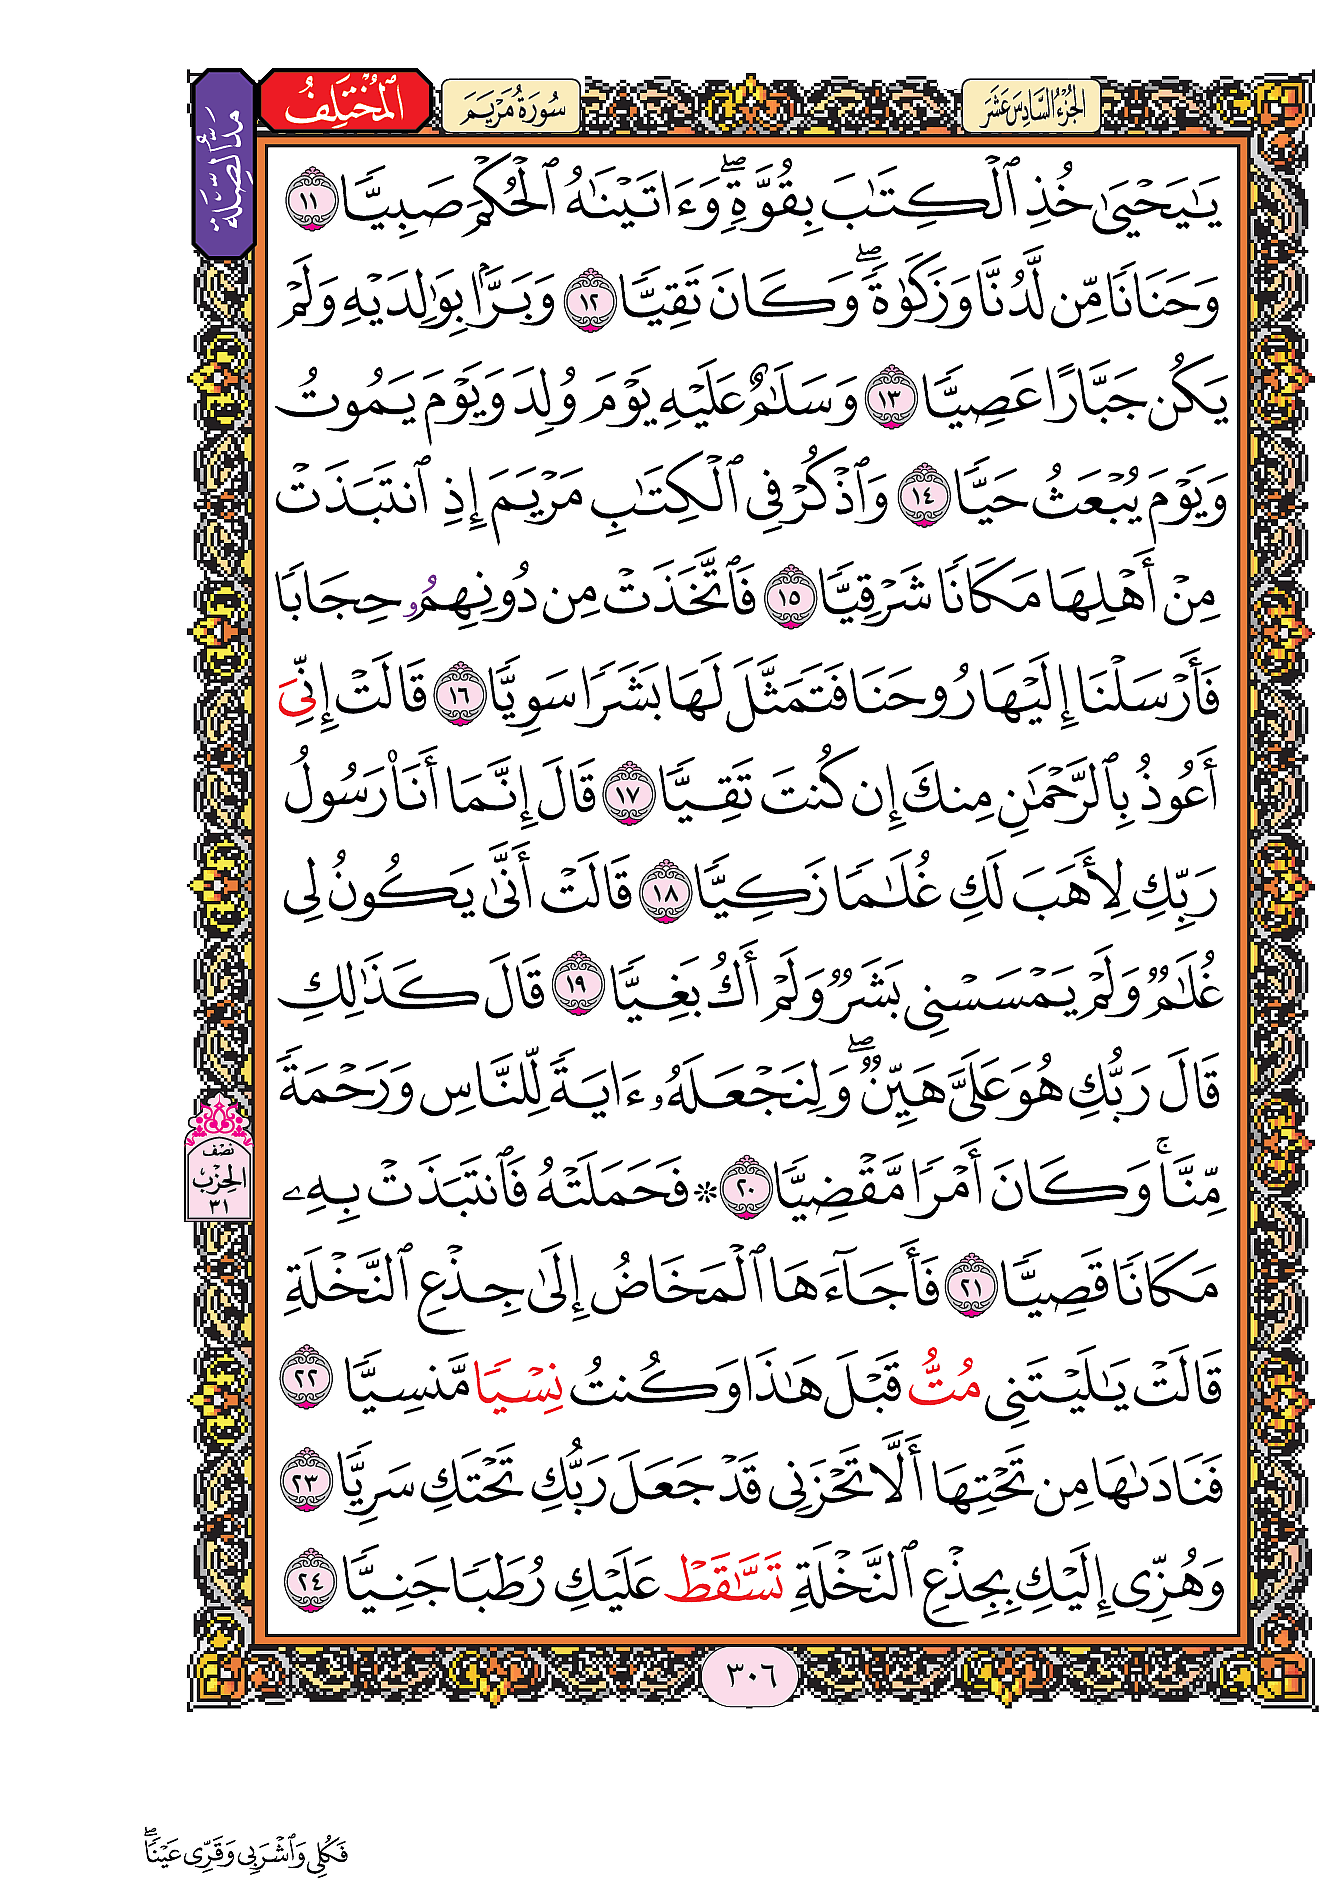 الجُزْءُ السَّادِسَ عَشَرَ
سُورَةُ مَرْيَمَ
المُخْتَلِفُ
مَدُّ الصِّلَةِ
يَـٰيَحْيَىٰ خُذِ ٱلْكِتَـٰبَ بِقُوَّةٍۖ وَءَاتَيْنَـٰهُ ٱلْحُكْمَ صَبِيًّا ١١
وَحَنَانًا مِّن لَّدُنَّا وَزَكَوٰةًۖ وَكَانَ تَقِيًّا ١٢ وَبَرًّۢا بِوَٰلِدَيْهِ وَلَمْ
يَكُن جَبَّارًا عَصِيًّا ١٣ وَسَلَـٰمٌ عَلَيْهِ يَوْمَ وُلِدَ وَيَوْمَ يَمُوتُ
وَيَوْمَ يُبْعَثُ حَيًّا ١٤ وَٱذْكُرْ فِى ٱلْكِتَـٰبِ مَرْيَمَ إِذِ ٱنتَبَذَتْ
مِنْ أَهْلِهَا مَكَانًا شَرْقِيًّا ١٥ فَٱتَّخَذَتْ مِن دُونِهِمُۥ حِجَابًا
فَأَرْسَلْنَا إِلَيْهَا رُوحَنَا فَتَمَثَّلَ لَهَا بَشَرًا سَوِيًّا ١٦ قَالَتْ إِنِّىَ
أَعُوذُ بِٱلرَّحْمَـٰنِ مِنكَ إِن كُنتَ تَقِيًّا ١٧ قَالَ إِنَّمَا أَنَا۠ رَسُولُ
رَبِّكِ لِأَهَبَ لَكِ غُلَـٰمًا زَكِيًّا ١٨ قَالَتْ أَنَّىٰ يَكُونُ لِى
غُلَـٰمٌ وَلَمْ يَمْسَسْنِى بَشَرٌ وَلَمْ أَكُ بَغِيًّا ١٩ قَالَ كَذَٰلِكِ
قَالَ رَبُّكِ هُوَ عَلَىَّ هَيِّنٌۖ وَلِنَجْعَلَهُۥ ءَايَةً لِّلنَّاسِ وَرَحْمَةً
مِّنَّاۚ وَكَانَ أَمْرًا مَّقْضِيًّا ٢٠ * فَحَمَلَتْهُ فَٱنتَبَذَتْ بِهِۦ
مَكَانًا قَصِيًّا ٢١ فَأَجَآءَهَا ٱلْمَخَاضُ إِلَىٰ جِذْعِ ٱلنَّخْلَةِ
قَالَتْ يَـٰلَيْتَنِى مُتُّ قَبْلَ هَـٰذَا وَكُنتُ نِسْيًا مَّنسِيًّا ٢٢
فَنَادَىٰهَا مِن تَحْتِهَا أَلَّا تَحْزَنِى قَدْ جَعَلَ رَبُّكِ تَحْتَكِ سَرِيًّا ٢٣
وَهُزِّى إِلَيْكِ بِجِذْعِ ٱلنَّخْلَةِ تَسَّـٰقَطْ عَلَيْكِ رُطَبًا جَنِيًّا ٢٤
نصف
الحِزْب
٣١
٣٠٦
فَكُلِى وَٱشْرَبِى وَقَرِّى عَيْنًاۖ